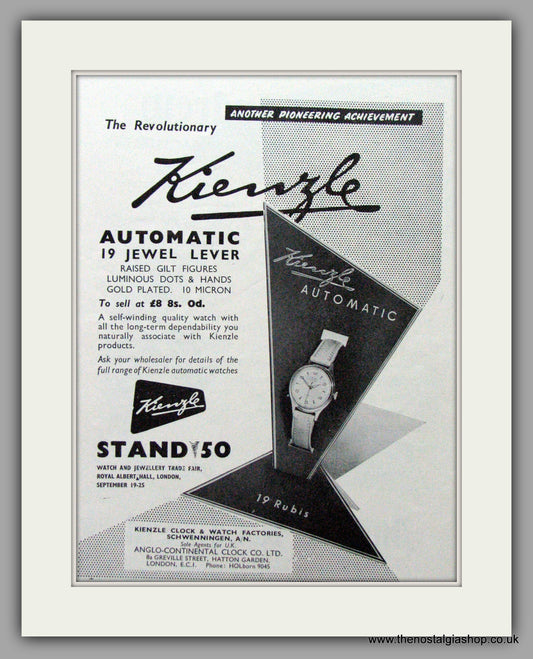 ANOTHER PIONEERING ACHIEVEMENT
The Revolutionary
Kienzle
AUTOMATIC
19 JEWEL LEVER
RAISED GILT FIGURES
LUMINOUS DOTS & HANDS
GOLD PLATED. 10 MICRON
To sell at £8 8s. 0d.
A self-winding quality watch with
all the long-term dependability you
naturally associate with Kienzle
products.
Ask your wholesaler for details of the
full range of Kienzle automatic watches
Kienzle
STAND 50
WATCH AND JEWELLERY TRADE FAIR,
ROYAL ALBERT HALL, LONDON,
SEPTEMBER 19-25
Kienzle
AUTOMATIC
19 Rubis
KIENZLE CLOCK & WATCH FACTORIES,
SCHWENNINGEN, A/N.
Sole Agents for U.K.
ANGLO-CONTINENTAL CLOCK CO. LTD.
8a GREVILLE STREET, HATTON GARDEN,
LONDON, E.C.1. Phone: HOLborn 9045
www.thenostalgiashop.co.uk